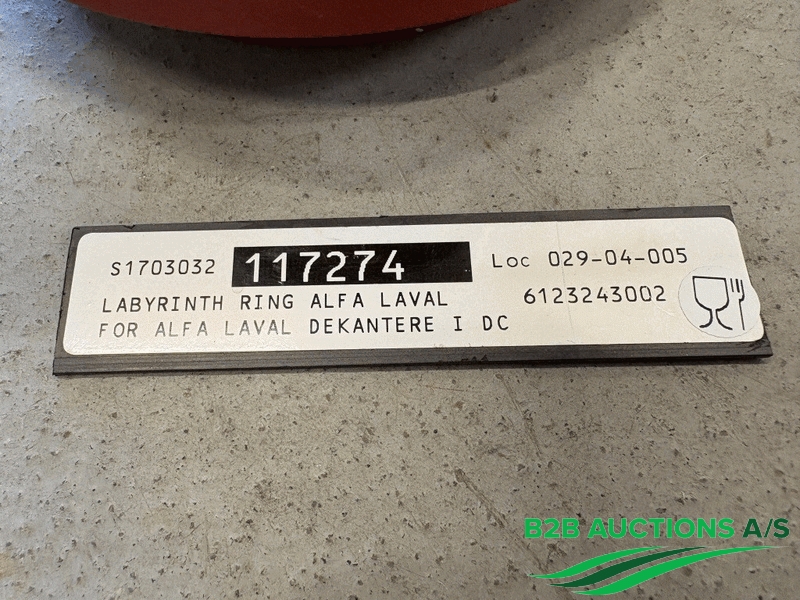 S1703032 117274 Loc 029-04-005
LABYRINTH RING ALFA LAVAL 6123243002
FOR ALFA LAVAL DEKANTERE I DC
B2B AUCTIONS A/S